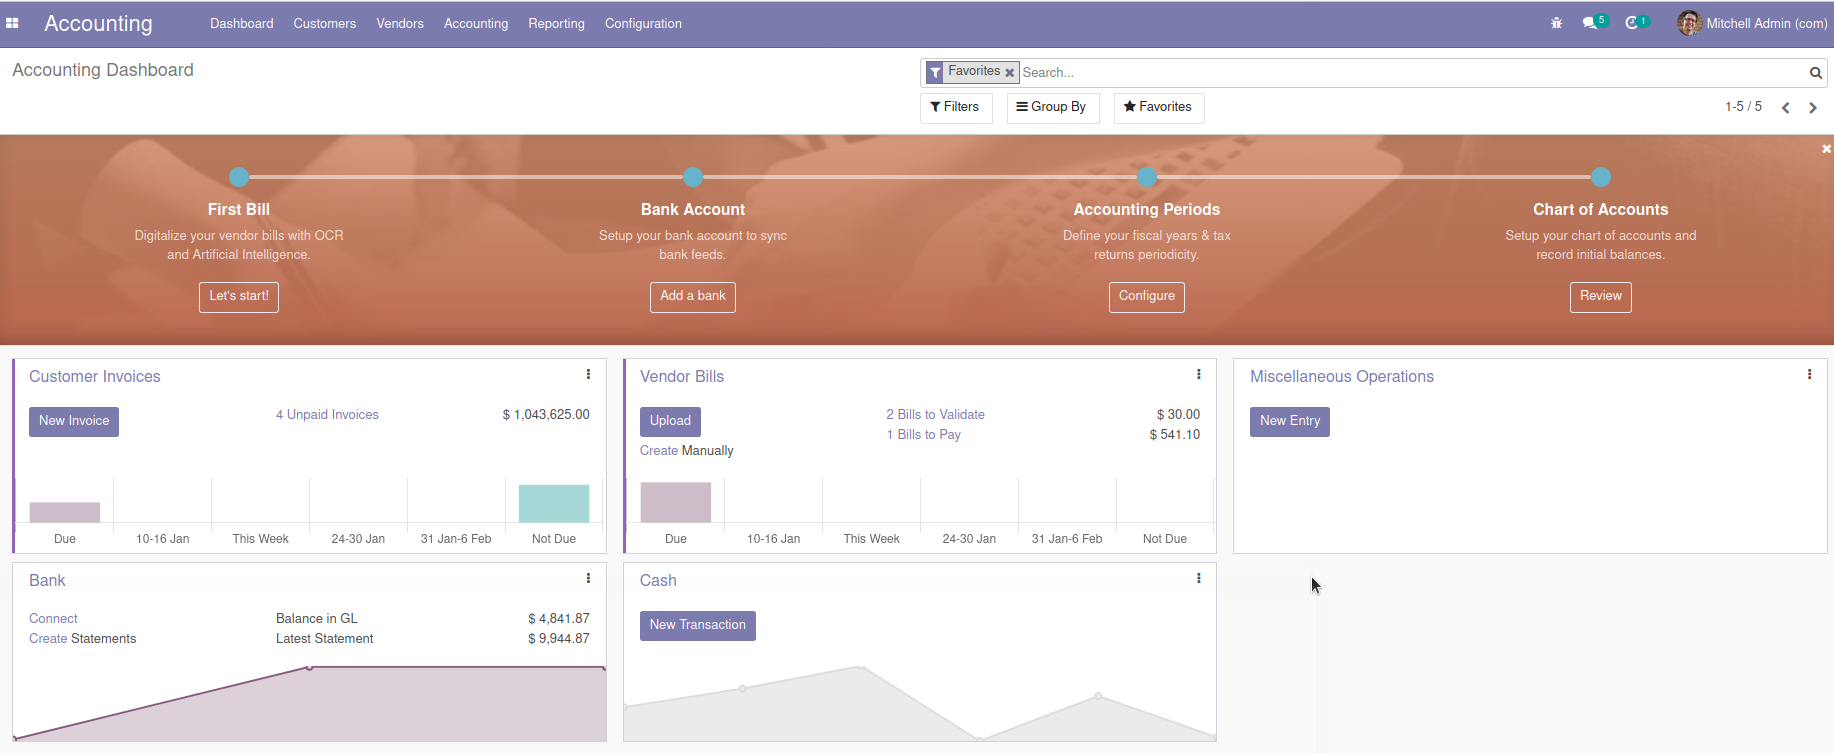 Accounting Dashboard Customers Vendors Accounting Reporting Configuration 5 1 Mitchell Admin (com)
Accounting Dashboard
Favorites Search...
Filters Group By Favorites 1-5 / 5
First Bill Bank Account Accounting Periods Chart of Accounts
Digitalize your vendor bills with OCR Setup your bank account to sync Define your fiscal years & tax Setup your chart of accounts and
and Artificial Intelligence. bank feeds. returns periodicity. record initial balances.
Let's start! Add a bank Configure Review
Customer Invoices
New Invoice 4 Unpaid Invoices $ 1,043,625.00
Due 10-16 Jan This Week 24-30 Jan 31 Jan-6 Feb Not Due
Vendor Bills
Upload 2 Bills to Validate $ 30.00
1 Bills to Pay $ 541.10
Create Manually
Due 10-16 Jan This Week 24-30 Jan 31 Jan-6 Feb Not Due
Miscellaneous Operations
New Entry
Bank
Connect Balance in GL $ 4,841.87
Create Statements Latest Statement $ 9,944.87
Cash
New Transaction